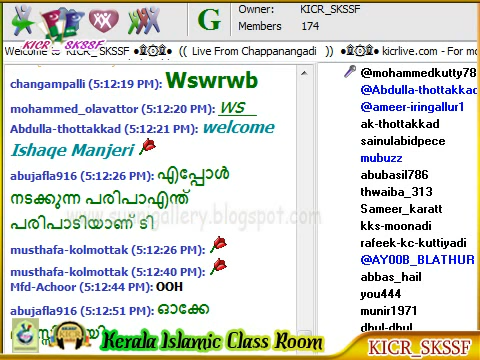 Owner: KICR_SKSSF
Members 174
G
KICR SKSSF
Welcome to KICR_SKSSF (( Live From Chappanangadi )) kicrlive.com - For mo
changampalli (5:12:19 PM): Wswrwb
mohammed_olavattor (5:12:20 PM): WS
Abdulla-thottakkad (5:12:21 PM): welcome
Ishaqe Manjeri
abujafla916 (5:12:26 PM): എപ്പോൾ
നടക്കുന്ന പരിപാഎന്ത്
പരിപാടിയാണ് ടി
musthafa-kolmottak (5:12:26 PM):
musthafa-kolmottak (5:12:40 PM):
Mfd-Achoor (5:12:44 PM): OOH
abujafla916 (5:12:51 PM): ഓക്കേ
@mohammedkutty78
@Abdulla-thottakkad
@ameer-iringallur1
ak-thottakkad
sainulabidpece
mubuzz
abubasil786
thwaiba_313
Sameer_karatt
kks-moonadi
rafeek-kc-kuttiyadi
@AY00B_BLATHUR
abbas_hail
you444
munir1971
dhul-dhul
Kerala Islamic Class Room
KICR_SKSSF